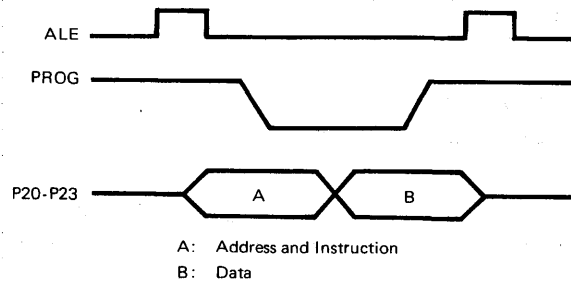 ALE
PROG
P20-P23
A
B
A: Address and Instruction
B: Data